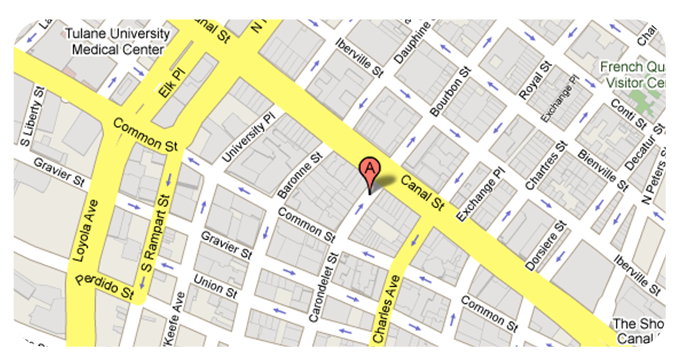 Tulane University
Medical Center
Canal St
Iberville St
Dauphine
Elk Pl
Bourbon St
Royal St
Exchange Pl
French Qu
Visitor Ce
Conti St
Decatur St
N Peters
S Liberty St
Common St
University Pl
Baronne St
A
Canal St
Exchange Pl
Chartres St
Bienville St
Gravier St
Loyola Ave
S Rampart St
Common St
Gravier St
Dorsiere St
Iberville St
Perdido St
Union St
Carondelet St
Charles Ave
Common St
The Sho
Canal